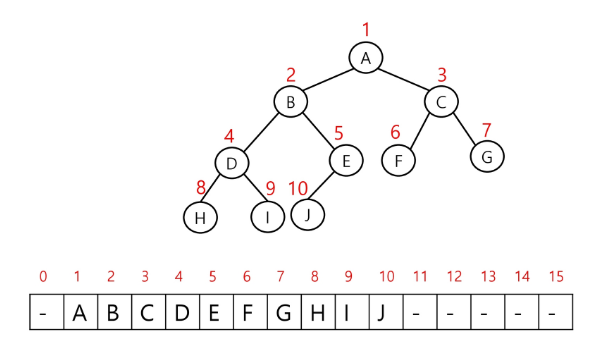 1
A
2
3
B
C
4
5
6
7
D
E
F
G
8
9
10
H
I
J
0 1 2 3 4 5 6 7 8 9 10 11 12 13 14 15
- A B C D E F G H I J - - - - -